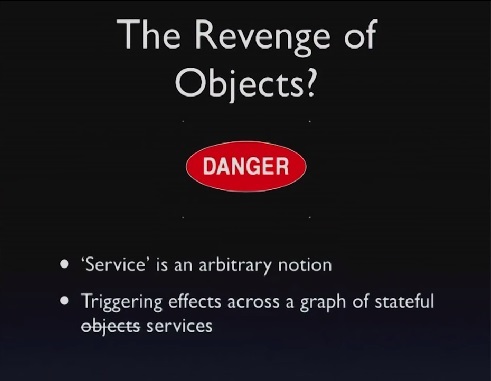 The Revenge of
Objects?
DANGER
• ‘Service’ is an arbitrary notion
• Triggering effects across a graph of stateful
objects services